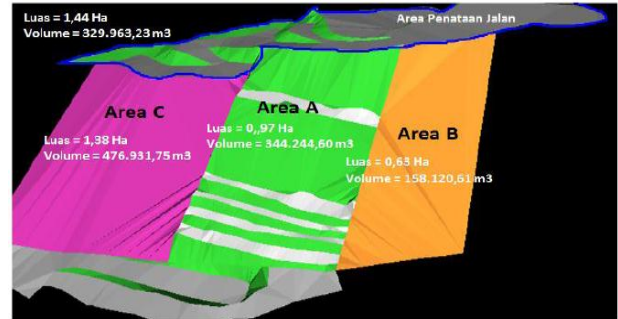 Luas = 1,44 Ha
Volume = 329.963,23 m3
Area Penataan Jalan
Area C
Luas = 1,38 Ha
Volume = 476.931,75 m3
Area A
Luas = 0,,97 Ha
Volume = 344.244,60 m3
Area B
Luas = 0,63 Ha
Volume = 158.120,61 m3